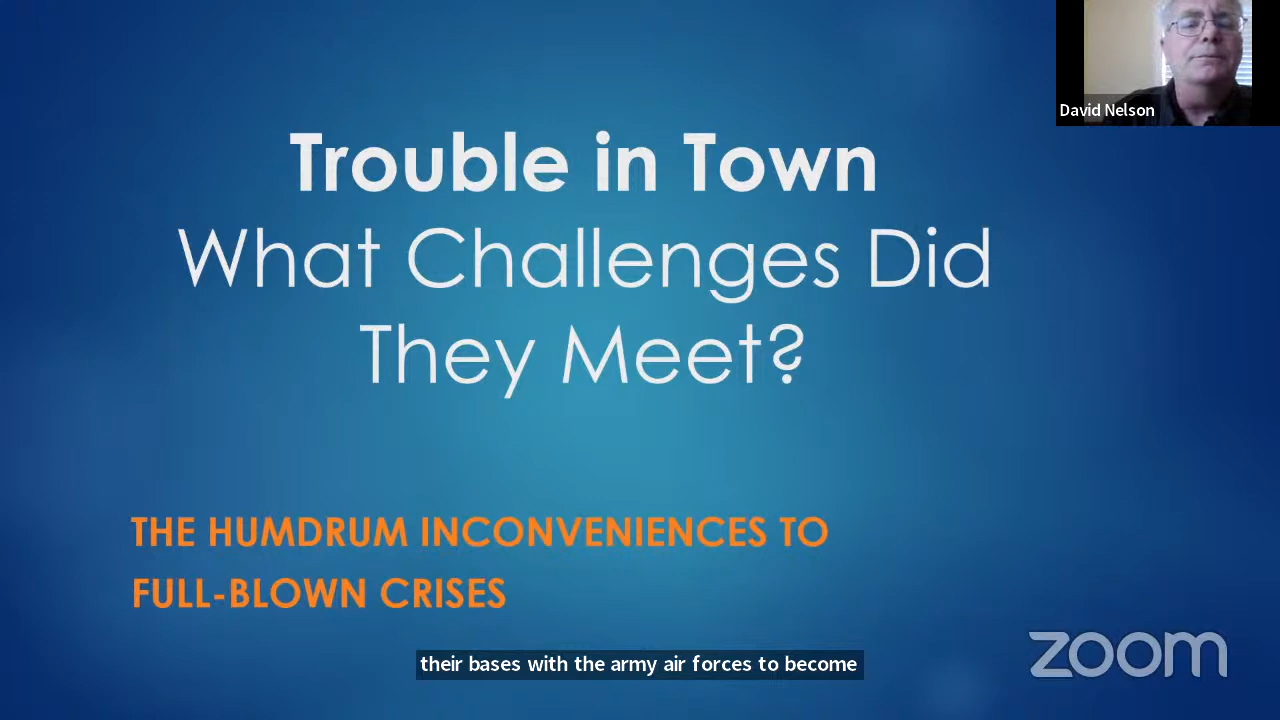 David Nelson
Trouble in Town
What Challenges Did
They Meet?
THE HUMDRUM INCONVENIENCES TO
FULL-BLOWN CRISES
their bases with the army air forces to become
zoom